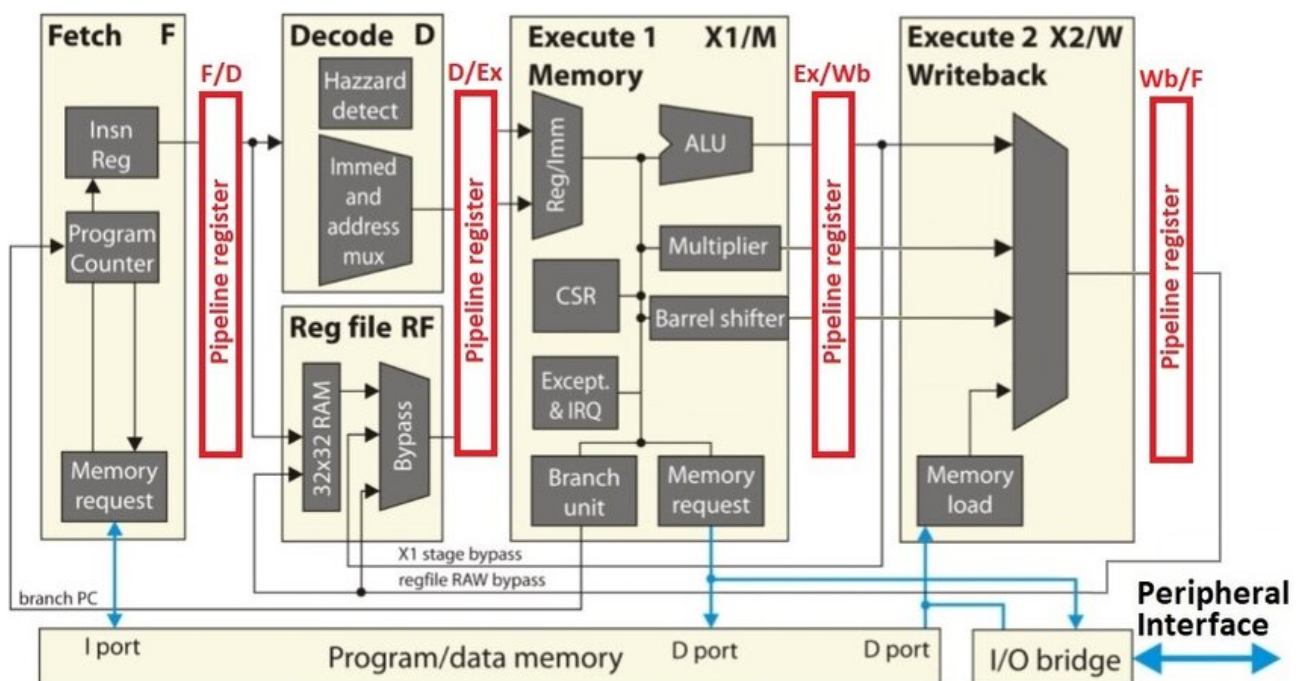 Fetch F
F/D
Insn
Reg
Program
Counter
Memory
request
Pipeline register
Decode D
D/Ex
Hazzard
detect
Immed
and
address
mux
Reg file RF
32x32 RAM
Bypass
Pipeline register
Execute 1 X1/M
Memory
Ex/Wb
Reg/Imm
ALU
Multiplier
CSR
Barrel shifter
Except.
& IRQ
Branch
unit
Memory
request
Pipeline register
Execute 2 X2/W
Writeback
Wb/F
Memory
load
Pipeline register
X1 stage bypass
regfile RAW bypass
branch PC
Peripheral
Interface
I port
Program/data memory
D port
D port
I/O bridge